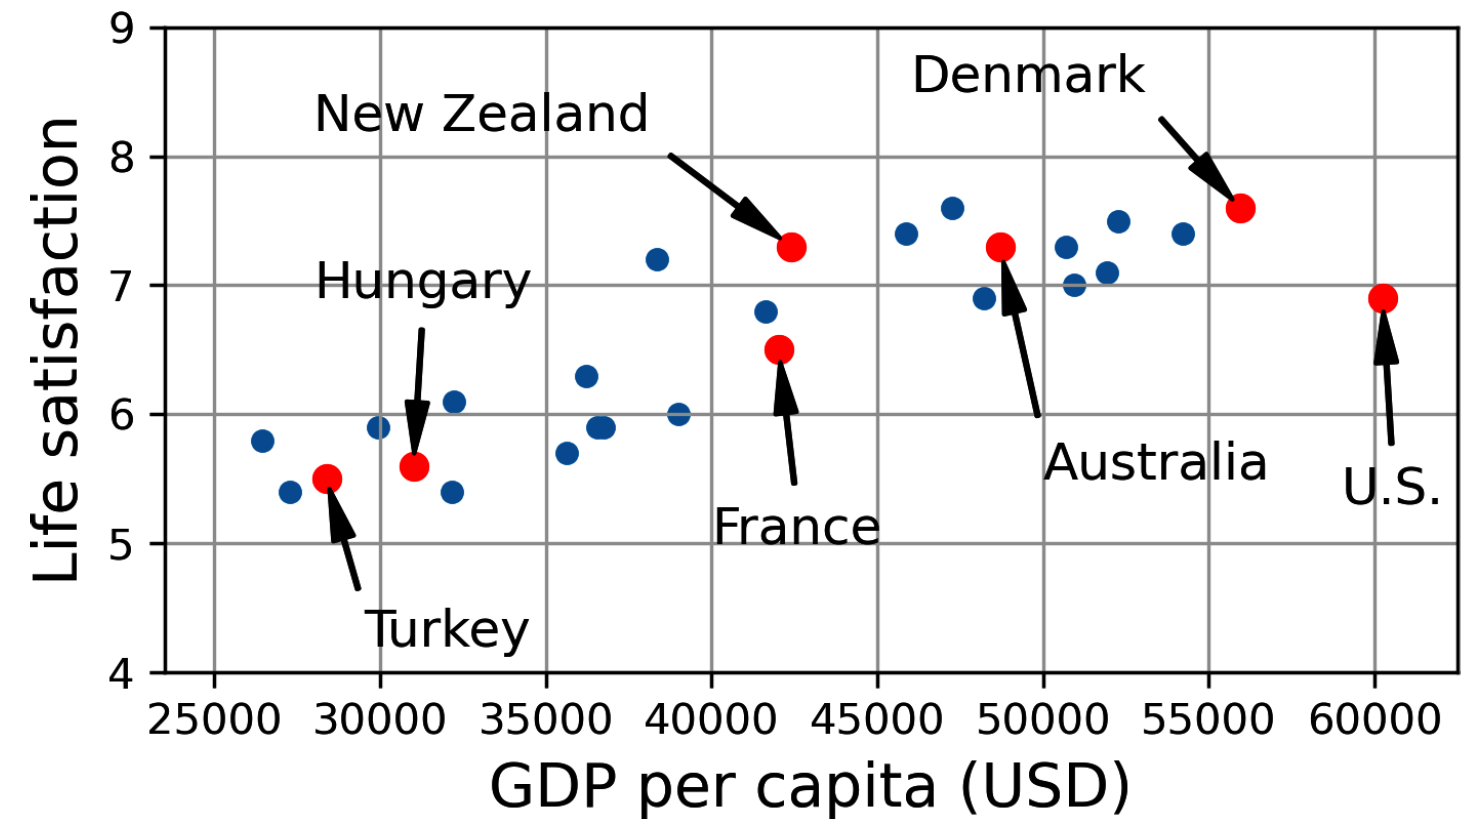 9
Denmark
New Zealand
8
Hungary
7
6
Australia
U.S.
France
5
Turkey
4
25000 30000 35000 40000 45000 50000 55000 60000
GDP per capita (USD)
Life satisfaction